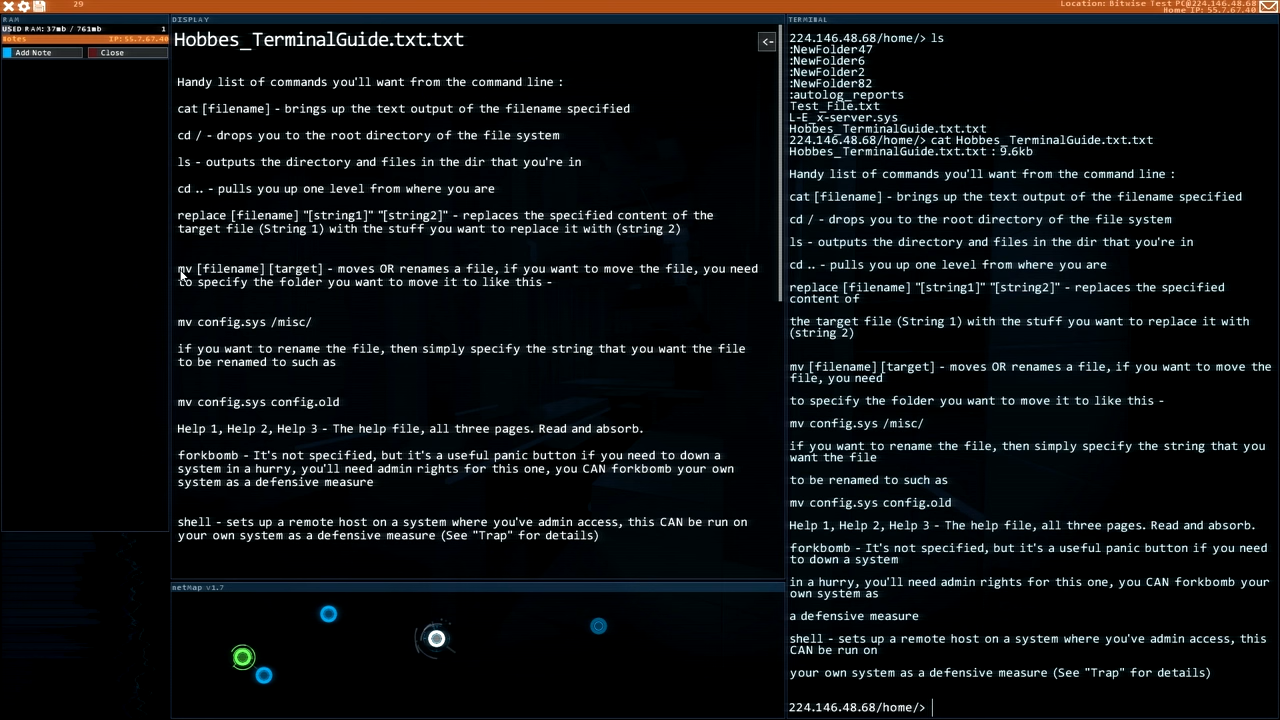 29
Location: Bitwise Test PC@224.146.48.68
Home IP: 55.7.67.40
RAM
USED RAM: 37mb / 761mb 1
notes IP: 55.7.67.40
Add Note Close
DISPLAY
Hobbes_TerminalGuide.txt.txt
<-
Handy list of commands you'll want from the command line :
cat [filename] - brings up the text output of the filename specified
cd / - drops you to the root directory of the file system
ls - outputs the directory and files in the dir that you're in
cd .. - pulls you up one level from where you are
replace [filename] "[string1]" "[string2]" - replaces the specified content of the
target file (String 1) with the stuff you want to replace it with (string 2)
mv [filename] [target] - moves OR renames a file, if you want to move the file, you need
to specify the folder you want to move it to like this -
mv config.sys /misc/
if you want to rename the file, then simply specify the string that you want the file
to be renamed to such as
mv config.sys config.old
Help 1, Help 2, Help 3 - The help file, all three pages. Read and absorb.
forkbomb - It's not specified, but it's a useful panic button if you need to down a
system in a hurry, you'll need admin rights for this one, you CAN forkbomb your own
system as a defensive measure
shell - sets up a remote host on a system where you've admin access, this CAN be run on
your own system as a defensive measure (See "Trap" for details)
netMap v1.7
TERMINAL
224.146.48.68/home/> ls
:NewFolder47
:NewFolder6
:NewFolder2
:NewFolder82
:autolog_reports
Test_File.txt
L-E_x-server.sys
Hobbes_TerminalGuide.txt.txt
224.146.48.68/home/> cat Hobbes_TerminalGuide.txt.txt
Hobbes_TerminalGuide.txt.txt : 9.6kb
Handy list of commands you'll want from the command line :
cat [filename] - brings up the text output of the filename specified
cd / - drops you to the root directory of the file system
ls - outputs the directory and files in the dir that you're in
cd .. - pulls you up one level from where you are
replace [filename] "[string1]" "[string2]" - replaces the specified
content of
the target file (String 1) with the stuff you want to replace it with
(string 2)
mv [filename] [target] - moves OR renames a file, if you want to move the
file, you need
to specify the folder you want to move it to like this -
mv config.sys /misc/
if you want to rename the file, then simply specify the string that you
want the file
to be renamed to such as
mv config.sys config.old
Help 1, Help 2, Help 3 - The help file, all three pages. Read and absorb.
forkbomb - It's not specified, but it's a useful panic button if you need
to down a system
in a hurry, you'll need admin rights for this one, you CAN forkbomb your
own system as
a defensive measure
shell - sets up a remote host on a system where you've admin access, this
CAN be run on
your own system as a defensive measure (See "Trap" for details)
224.146.48.68/home/>